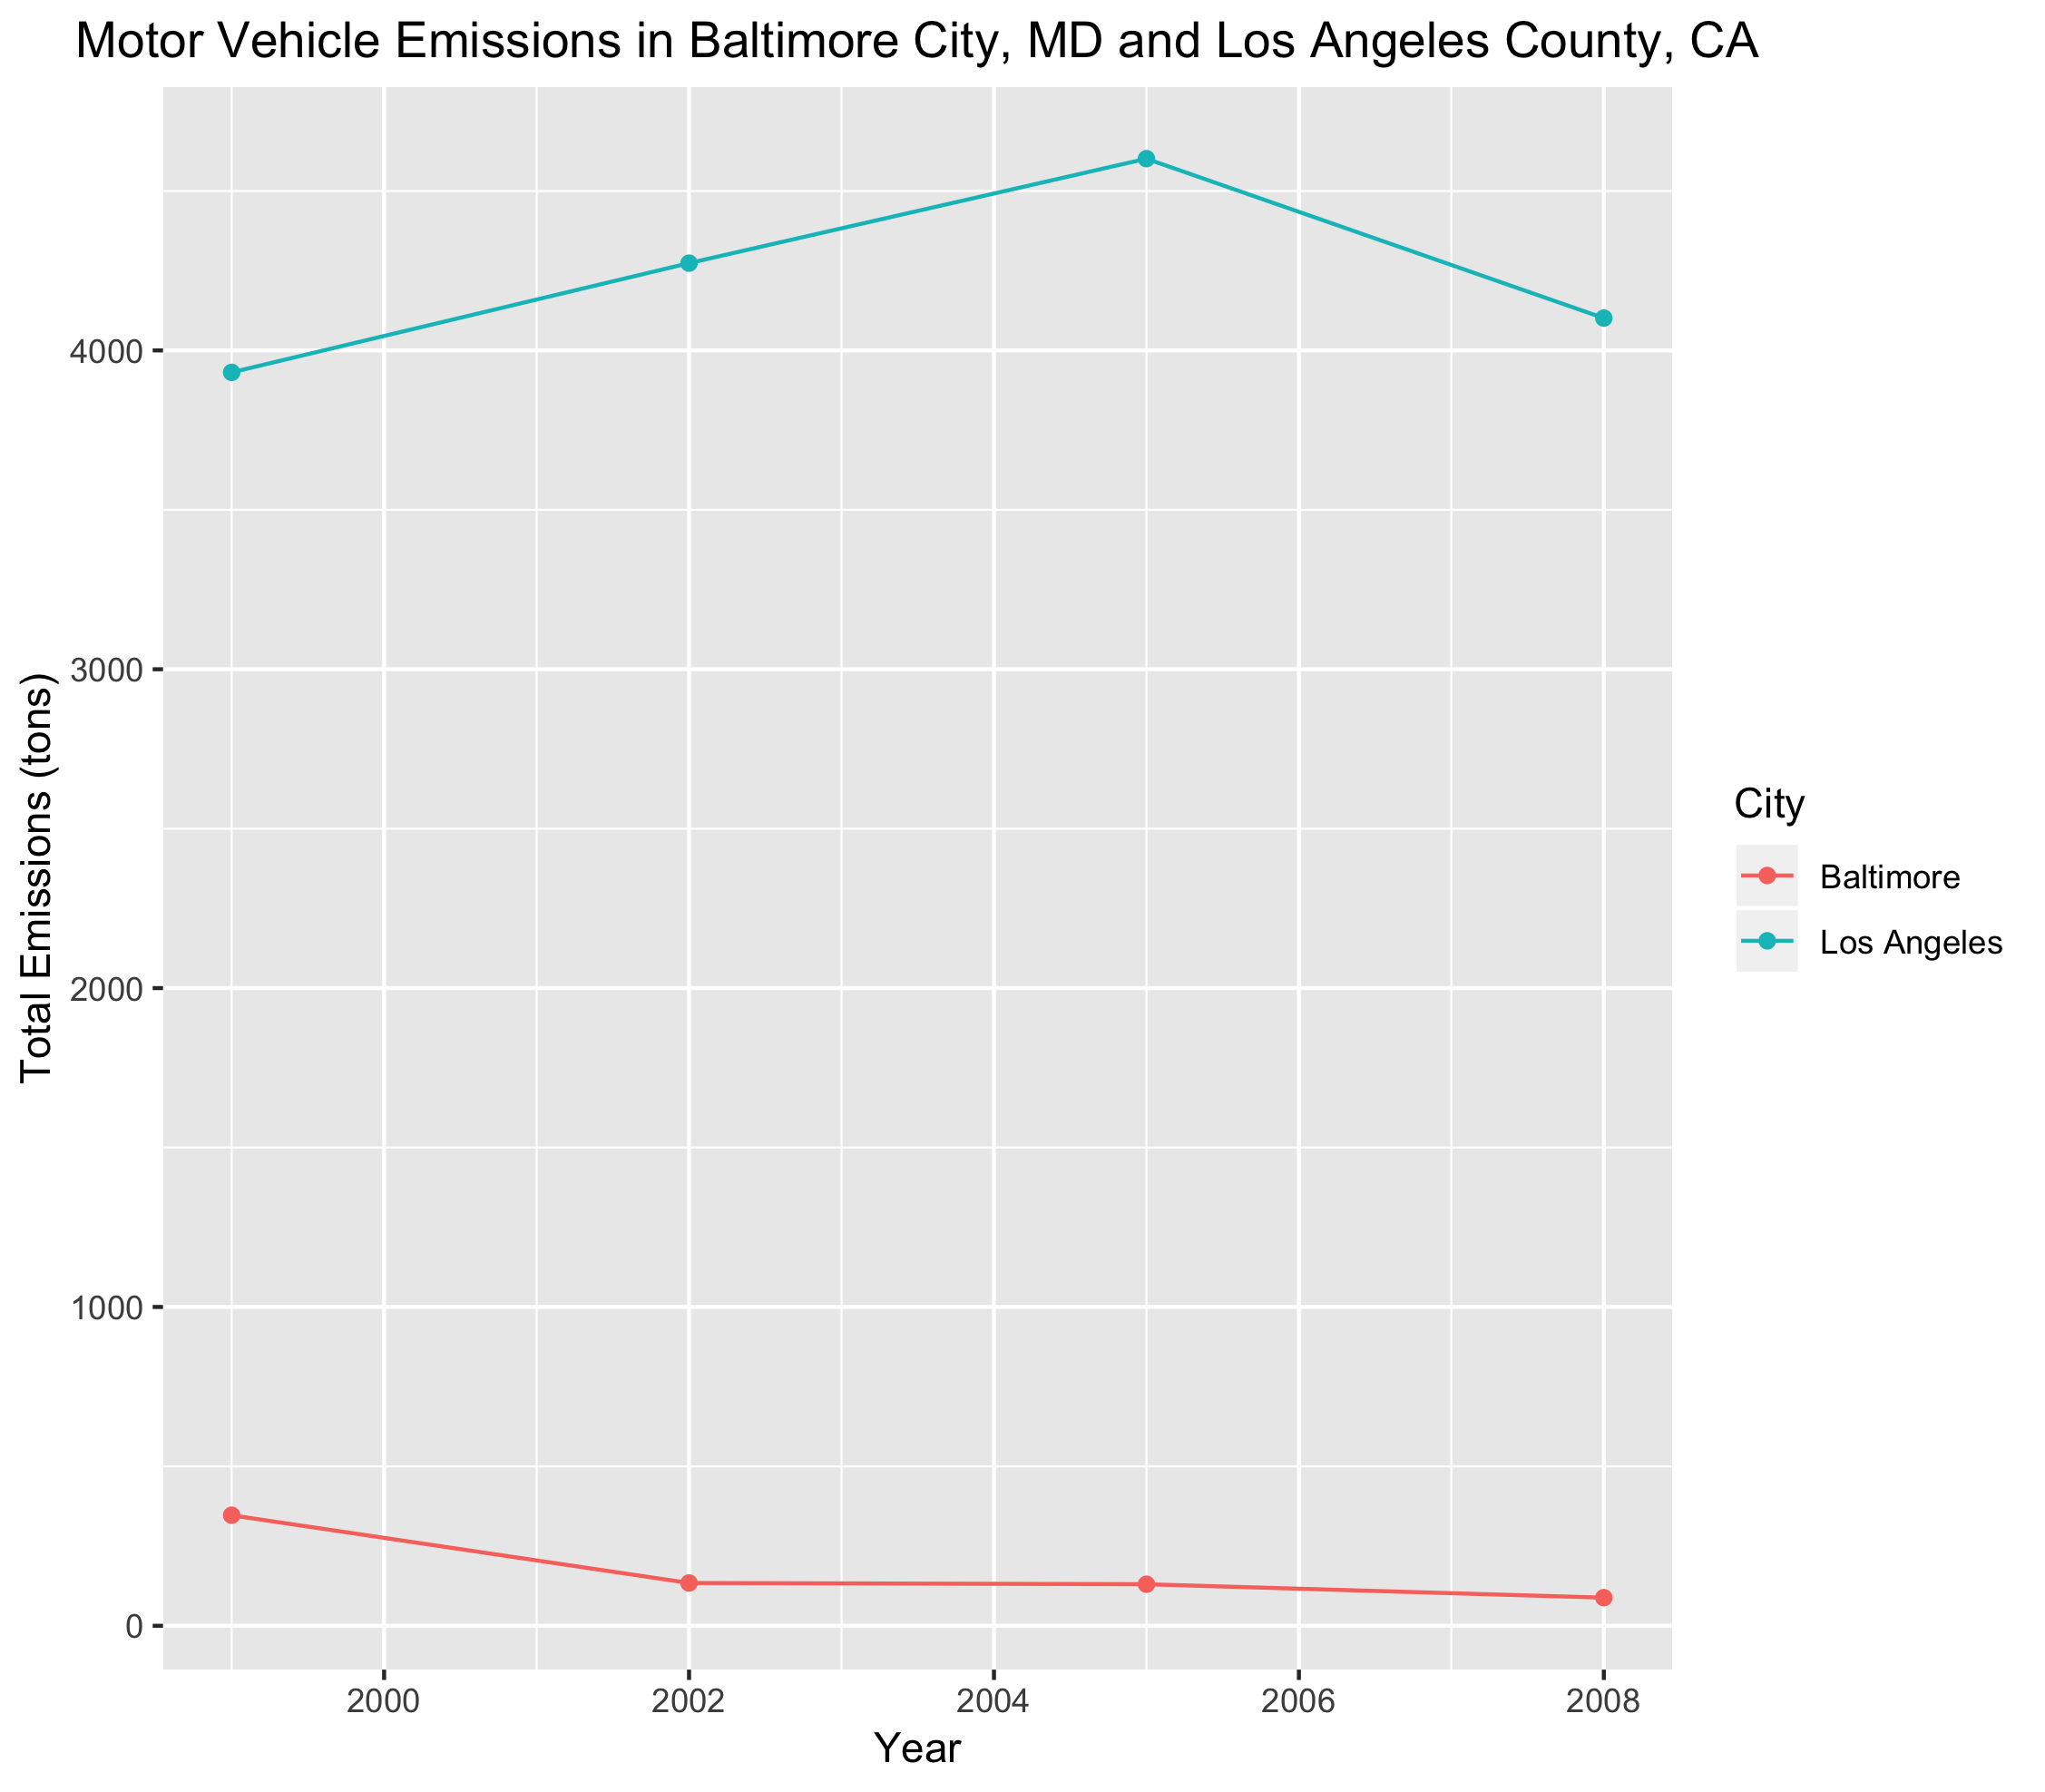 Motor Vehicle Emissions in Baltimore City, MD and Los Angeles County, CA
Total Emissions (tons)
4000
3000
2000
1000
0
2000
2002
2004
2006
2008
Year
City
Baltimore
Los Angeles